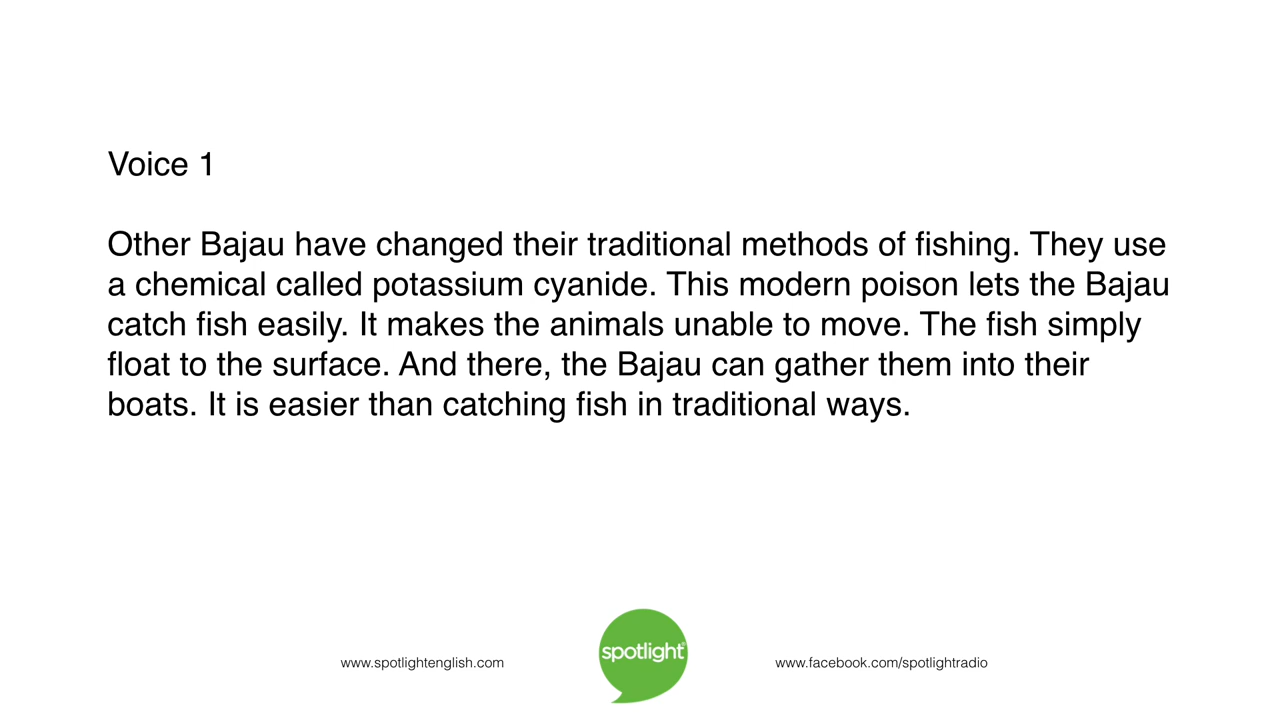 Voice 1
Other Bajau have changed their traditional methods of fishing. They use
a chemical called potassium cyanide. This modern poison lets the Bajau
catch fish easily. It makes the animals unable to move. The fish simply
float to the surface. And there, the Bajau can gather them into their
boats. It is easier than catching fish in traditional ways.
www.spotlightenglish.com
spotlight®
www.facebook.com/spotlightradio